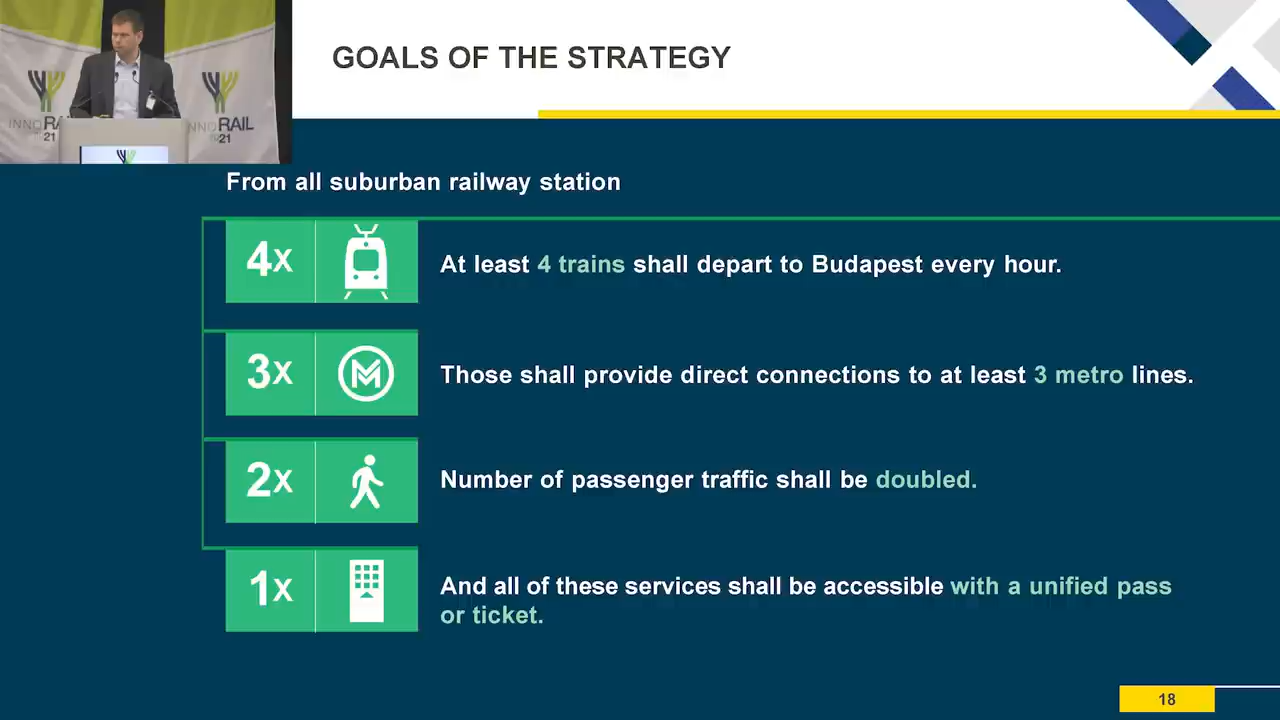 GOALS OF THE STRATEGY
INNORAIL
21
INNORAIL
21
From all suburban railway station
4x
At least 4 trains shall depart to Budapest every hour.
3x
M
Those shall provide direct connections to at least 3 metro lines.
2x
Number of passenger traffic shall be doubled.
1x
And all of these services shall be accessible with a unified pass
or ticket.
18